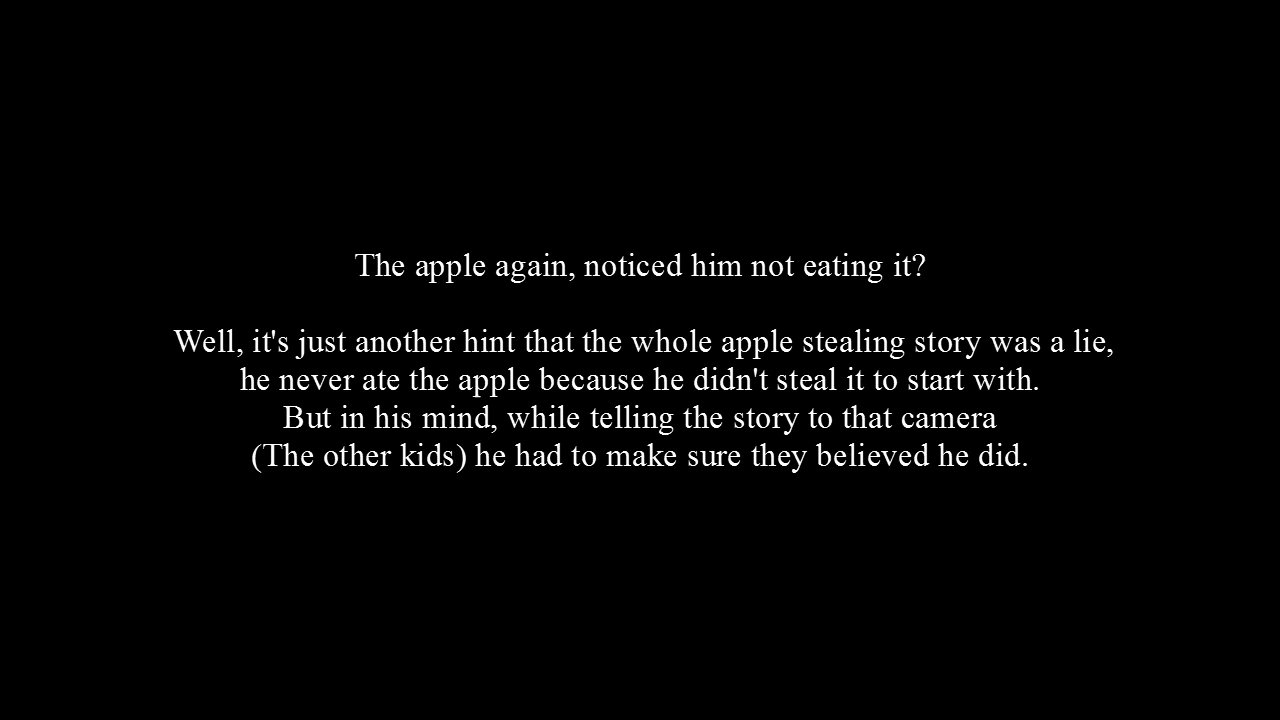 The apple again, noticed him not eating it?
Well, it's just another hint that the whole apple stealing story was a lie,
he never ate the apple because he didn't steal it to start with.
But in his mind, while telling the story to that camera
(The other kids) he had to make sure they believed he did.